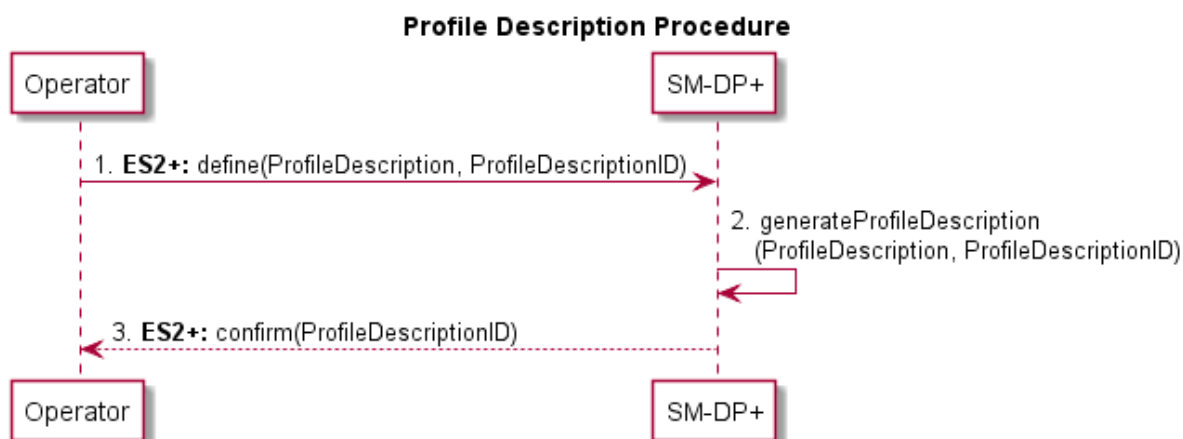 Profile Description Procedure
Operator
SM-DP+
1. ES2+: define(ProfileDescription, ProfileDescriptionID)
2. generateProfileDescription
(ProfileDescription, ProfileDescriptionID)
3. ES2+: confirm(ProfileDescriptionID)
Operator
SM-DP+